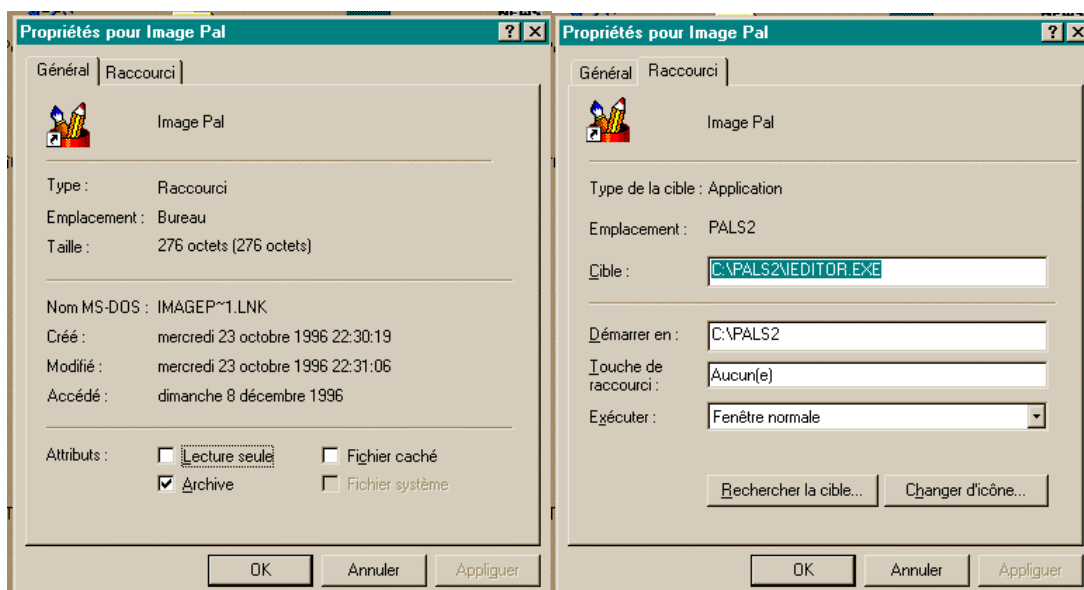 Propriétés pour Image Pal
Général
Raccourci
Image Pal
Type :
Raccourci
Emplacement :
Bureau
Taille :
276 octets (276 octets)
Nom MS-DOS :
IMAGEP~1.LNK
Créé :
mercredi 23 octobre 1996 22:30:19
Modifié :
mercredi 23 octobre 1996 22:31:06
Accédé :
dimanche 8 décembre 1996
Attributs :
Lecture seule
Fichier caché
Archive
Fichier système
OK
Annuler
Appliguer
Propriétés pour Image Pal
Général
Raccourci
Image Pal
Type de la cible :
Application
Emplacement :
PALS2
Cible :
C:\PALS2\IEDITOR.EXE
Démarrer en :
C:\PALS2
Touche de
raccourci :
Aucun(e)
Exécuter :
Fenêtre normale
Rechercher la cible...
Changer d'icône...
OK
Annuler
Appliguer